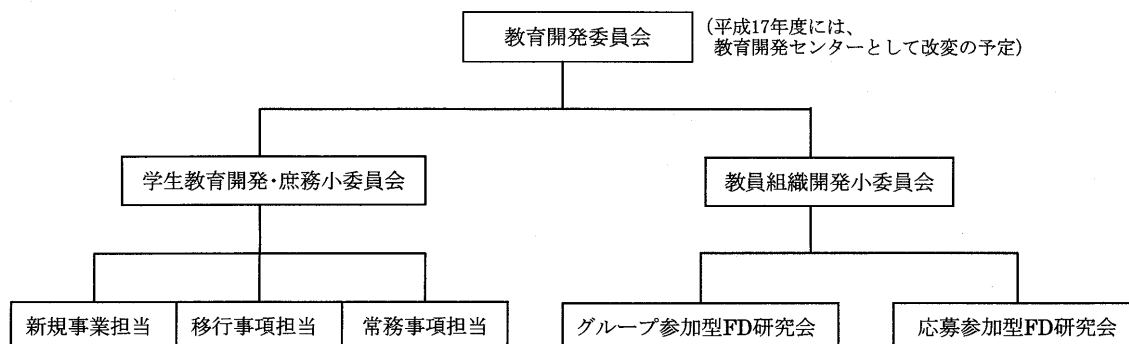 教育開発委員会
(平成17年度には、
教育開発センターとして改変の予定)
学生教育開発・庶務小委員会
教員組織開発小委員会
新規事業担当
移行事項担当
常務事項担当
グループ参加型FD研究会
応募参加型FD研究会